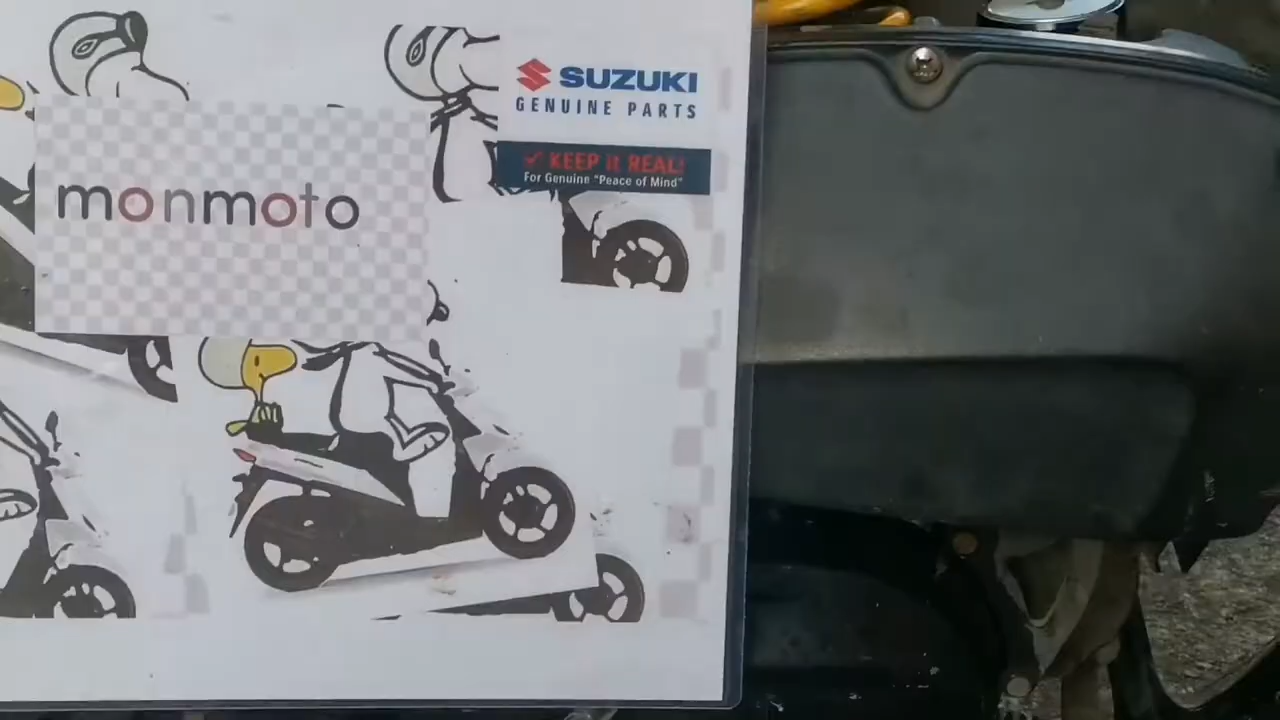 SUZUKI
GENUINE PARTS
KEEP it REAL!
For Genuine "Peace of Mind"
monmoto